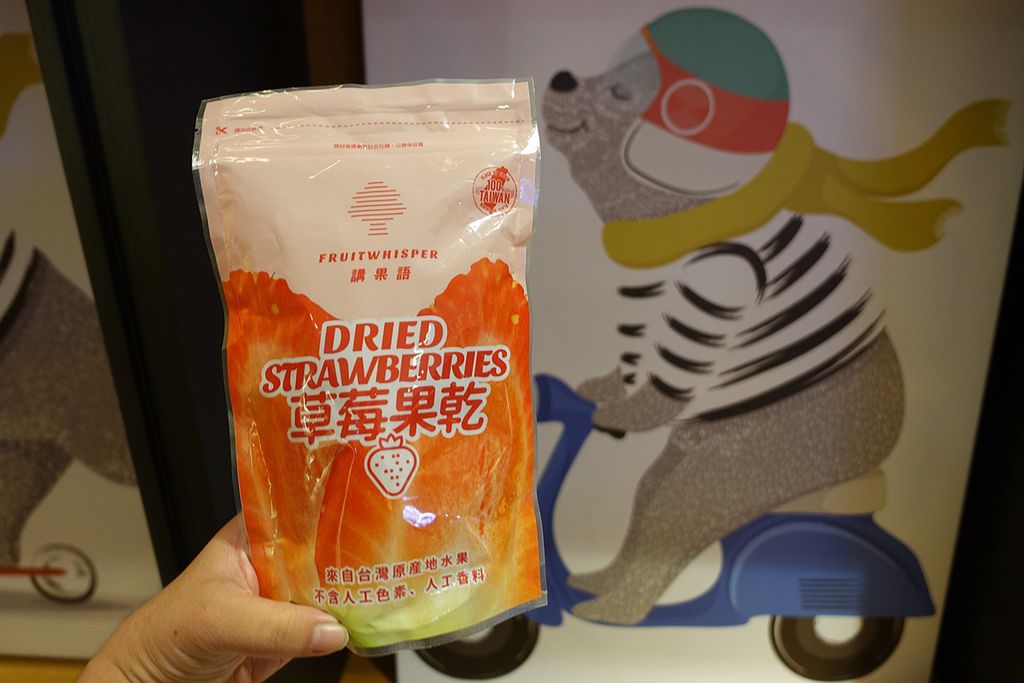 100%
TAIWAN
FRUITWHISPER
講果語
DRIED
STRAWBERRIES
草莓果乾
來自台灣原產地水果
不含人工色素、人工香料